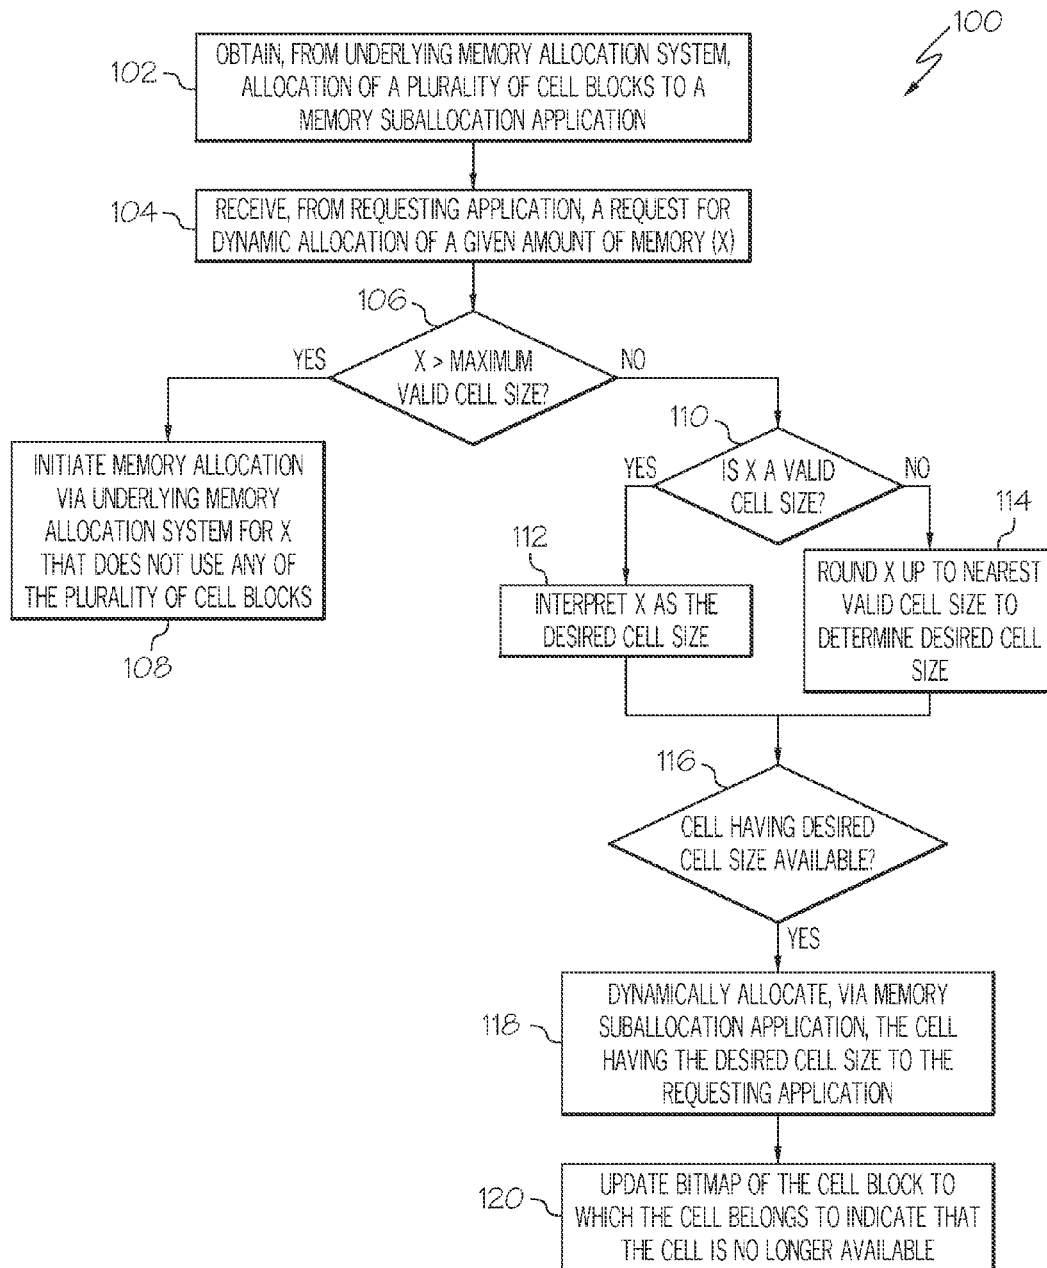 100
102
OBTAIN, FROM UNDERLYING MEMORY ALLOCATION SYSTEM,
ALLOCATION OF A PLURALITY OF CELL BLOCKS TO A
MEMORY SUBALLOCATION APPLICATION
104
RECEIVE, FROM REQUESTING APPLICATION, A REQUEST FOR
DYNAMIC ALLOCATION OF A GIVEN AMOUNT OF MEMORY (X)
106
YES
X > MAXIMUM
VALID CELL SIZE?
NO
INITIATE MEMORY ALLOCATION
VIA UNDERLYING MEMORY
ALLOCATION SYSTEM FOR X
THAT DOES NOT USE ANY OF
THE PLURALITY OF CELL BLOCKS
108
110
YES
IS X A VALID
CELL SIZE?
NO
112
INTERPRET X AS THE
DESIRED CELL SIZE
114
ROUND X UP TO NEAREST
VALID CELL SIZE TO
DETERMINE DESIRED CELL
SIZE
116
CELL HAVING DESIRED
CELL SIZE AVAILABLE?
YES
118
DYNAMICALLY ALLOCATE, VIA MEMORY
SUBALLOCATION APPLICATION, THE CELL
HAVING THE DESIRED CELL SIZE TO THE
REQUESTING APPLICATION
120
UPDATE BITMAP OF THE CELL BLOCK TO
WHICH THE CELL BELONGS TO INDICATE THAT
THE CELL IS NO LONGER AVAILABLE